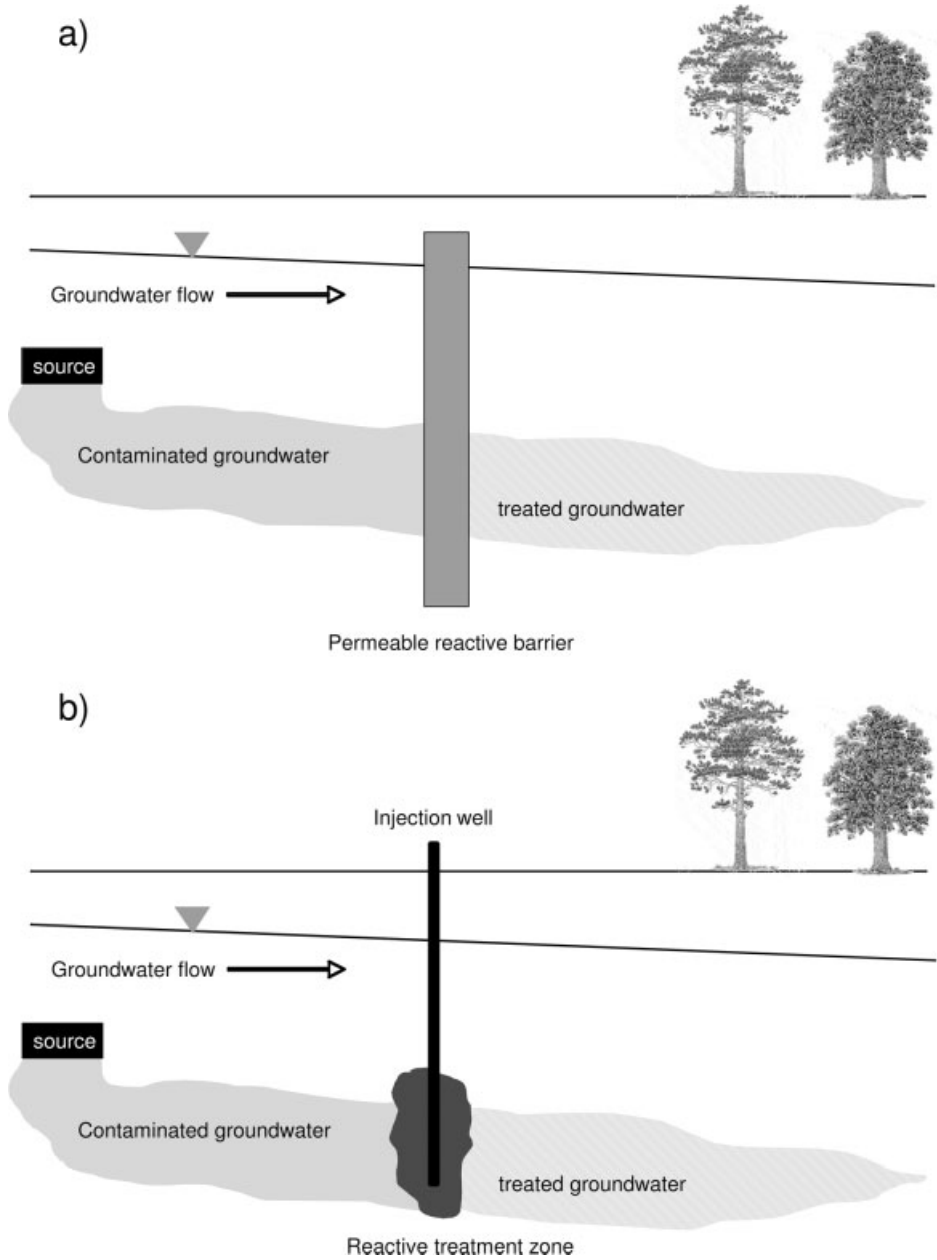 a)
Groundwater flow
source
Contaminated groundwater
treated groundwater
Permeable reactive barrier
b)
Injection well
Groundwater flow
source
Contaminated groundwater
treated groundwater
Reactive treatment zone